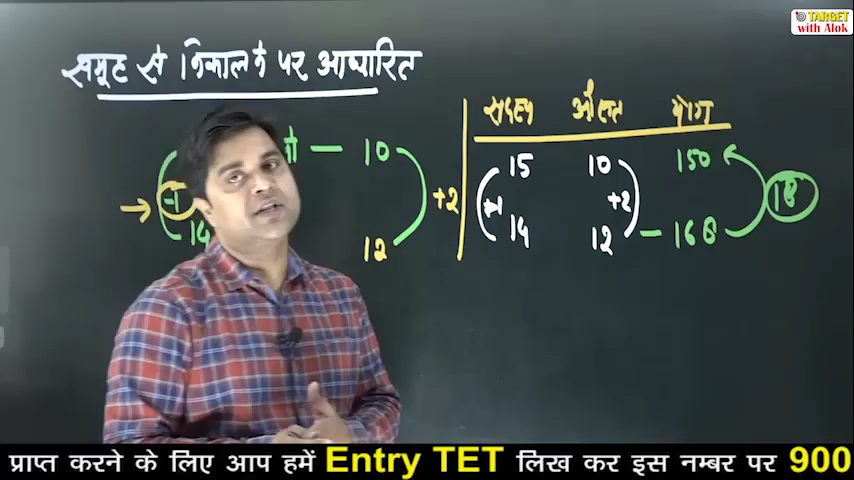 TARGET
with Alok
समूह से निकालने पर आधारित
सदस्य औसत योग
— 10
-1 +2
14 12
15 10 150
+2 18
14 12 — 168
प्राप्त करने के लिए आप हमें Entry TET लिख कर इस नम्बर पर 900